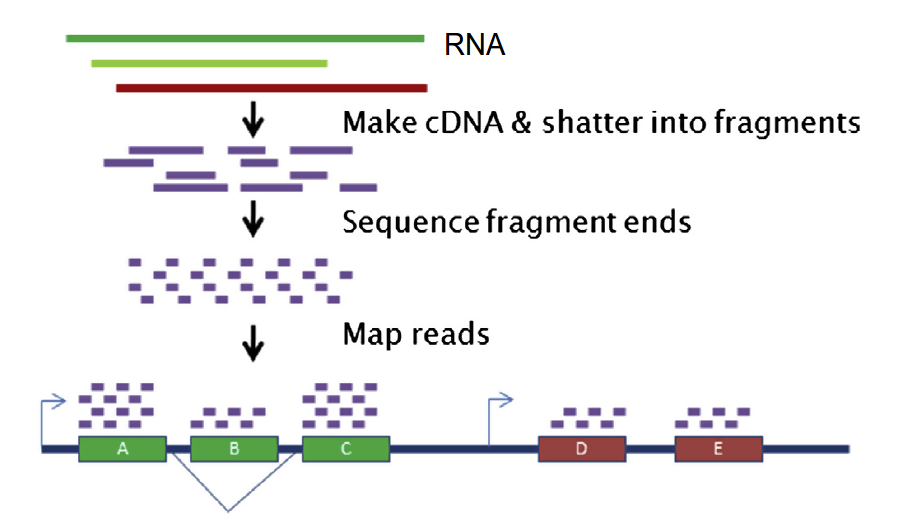 RNA
Make cDNA & shatter into fragments
Sequence fragment ends
Map reads
A B C D E